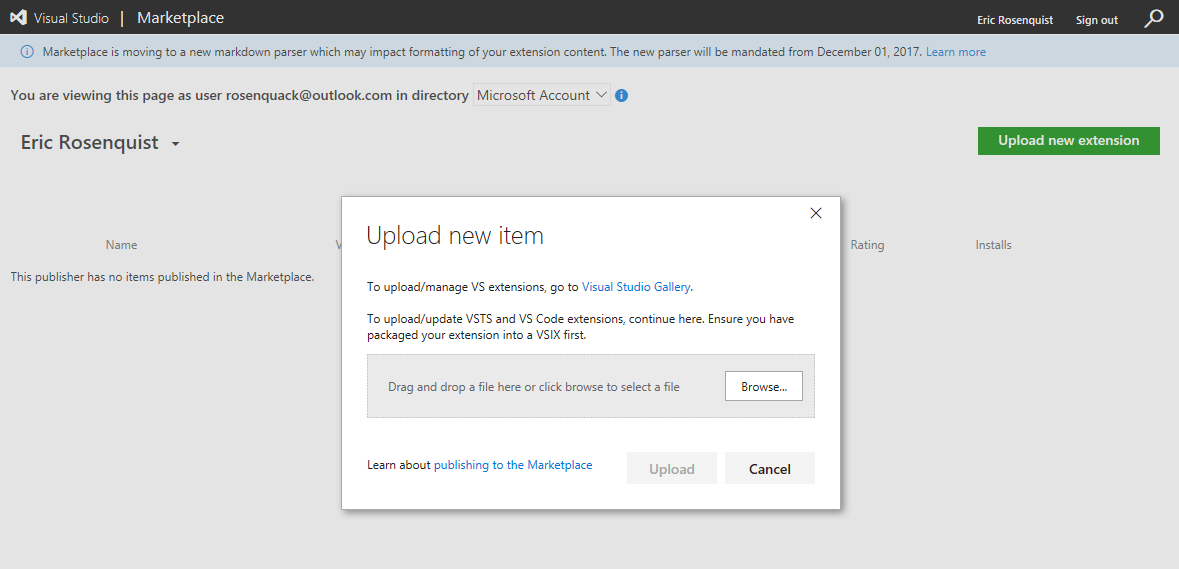 Visual Studio | Marketplace
Eric Rosenquist Sign out
Marketplace is moving to a new markdown parser which may impact formatting of your extension content. The new parser will be mandated from December 01, 2017. Learn more
You are viewing this page as user rosenquack@outlook.com in directory Microsoft Account
Eric Rosenquist
Upload new extension
Name V Rating Installs
This publisher has no items published in the Marketplace.
Upload new item
To upload/manage VS extensions, go to Visual Studio Gallery.
To upload/update VSTS and VS Code extensions, continue here. Ensure you have
packaged your extension into a VSIX first.
Drag and drop a file here or click browse to select a file
Browse...
Learn about publishing to the Marketplace
Upload
Cancel